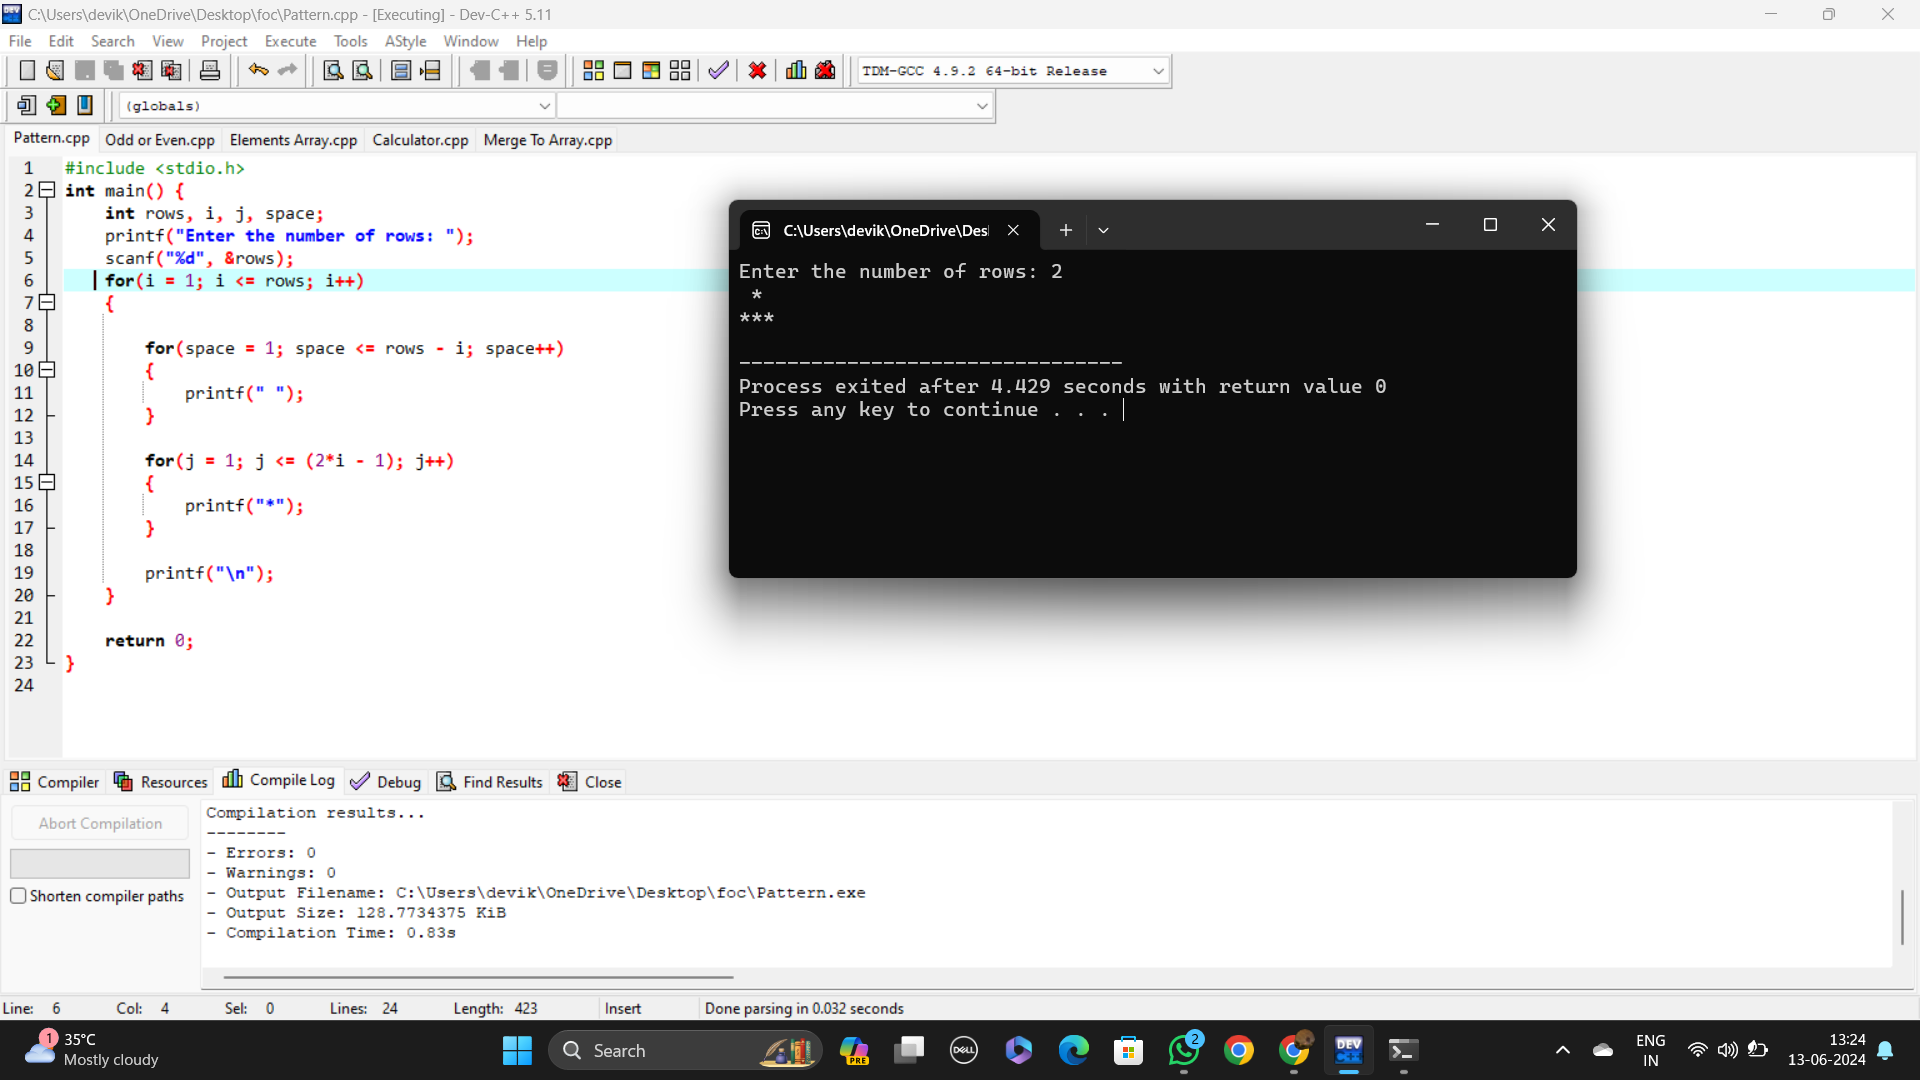 C:\Users\devik\OneDrive\Desktop\foc\Pattern.cpp - [Executing] - Dev-C++ 5.11
File Edit Search View Project Execute Tools AStyle Window Help
TDM-GCC 4.9.2 64-bit Release
(globals)
Pattern.cpp Odd or Even.cpp Elements Array.cpp Calculator.cpp Merge To Array.cpp
1 #include <stdio.h>
2 int main() {
3 int rows, i, j, space;
4 printf("Enter the number of rows: ");
5 scanf("%d", &rows);
6 for(i = 1; i <= rows; i++)
7 {
8
9 for(space = 1; space <= rows - i; space++)
10 {
11 printf(" ");
12 }
13
14 for(j = 1; j <= (2*i - 1); j++)
15 {
16 printf("*");
17 }
18
19 printf("\n");
20 }
21
22 return 0;
23 }
24
C:\Users\devik\OneDrive\Des
Enter the number of rows: 2
 *
***
--------------------------------
Process exited after 4.429 seconds with return value 0
Press any key to continue . . .
Compiler Resources Compile Log Debug Find Results Close
Abort Compilation
Shorten compiler paths
Compilation results...
--------
- Errors: 0
- Warnings: 0
- Output Filename: C:\Users\devik\OneDrive\Desktop\foc\Pattern.exe
- Output Size: 128.7734375 KiB
- Compilation Time: 0.83s
Line: 6 Col: 4 Sel: 0 Lines: 24 Length: 423 Insert Done parsing in 0.032 seconds
1
35°C
Mostly cloudy
Search
PRE
DELL
2
DEV
C++
ENG
IN
13:24
13-06-2024